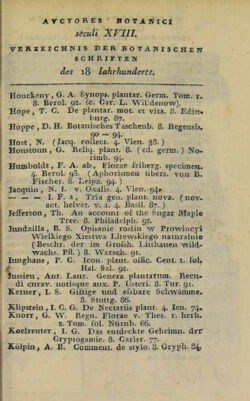 AVCTORES BOTANICI
seculi XVIII.
VERZEICHNIS DER BOTANISCHEN
SCHRIFTEN
des 18 Iahrhunderts.
Honckeny, G. A. Synops. plantar. Germ. Tom. 1.
8. Berol. 92. (c. Car. L. Willdenow).
Hope, T. C. De plantar. mot. et vita. 8. Edin-
burg. 87.
Hoppe, D. H. Botanisches Taschenb. 8. Regensb.
90 — 94.
Host, N. (Jacq. collect. 4. Vien. 88.)
Houstoun, G. Reliq. plant. 8. (ed. germ.) No-
rimb. 94.
Humboldt, F. A. ab, Florae friberg specimen.
4. Berol. 93. (Aphorismen übers. von B.
Fischer. 8. Leipz. 94.)
Jacquin, N. I. v. Oxalis. 4. Vien. 94.
— — — I. F. a, Tria gen. plant. nova. (nov.
act. helvet. v. 1. 4. Basil. 87.)
Jefferson, Th. An account of the Sugar Maple
Tree. 8. Philadelph. 92.
Jundzilla, B. S. Opisanie rostin w Prowincyi
Wielkiego Xiestwa Litewskiego naturalnie
(Beschr. der im Grosh. Litthauen wild-
wachs. Pfl.) 8. Warsch. 91.
Iunghans, P. C. Icon. plant. offic. Cent. 1. fol.
Hal. Sal. 92.
Jussieu, Ant. Laur. Genera plantarum. Recu-
di curav. notisque aux. P. Usteri. 8. Tur. 91.
Kerner, I. S. Giftige und essbare Schwämme.
8. Stuttg. 86.
Klipstein, I. C. G. De Nectariis plant. 4. Ien. 74.
Knorr, G. W. Regn. Florae v. Thes. r. herb.
2. Tom. fol. Nürnb. 66.
Koelreuter, I. G. Das entdeckte Geheimn. der
Cryptogamie. 8. Carlsr. 77.
Kölpin, A. B. Comment. de stylo. 8. Gryph. 84.